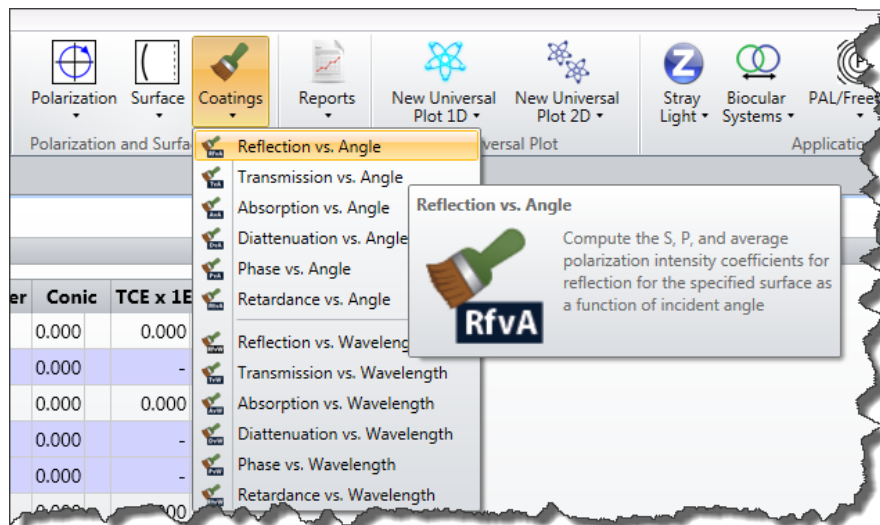 Polarization
Surface
Coatings
Reports
New Universal
Plot 1D
New Universal
Plot 2D
Stray
Light
Biocular
Systems
PAL/Free
Polarization and Surfa
versal Plot
Applicatio
Reflection vs. Angle
Transmission vs. Angle
Absorption vs. Angle
Diattenuation vs. Angle
Phase vs. Angle
Retardance vs. Angle
Reflection vs. Waveleng
Transmission vs. Wavelength
Absorption vs. Wavelength
Diattenuation vs. Wavelength
Phase vs. Wavelength
Retardance vs. Wavelength
Reflection vs. Angle
Compute the S, P, and average
polarization intensity coefficients for
reflection for the specified surface as
a function of incident angle
RfvA
er Conic TCE x 1E
0.000 0.000
0.000 -
0.000 0.000
0.000 -
0.000 -